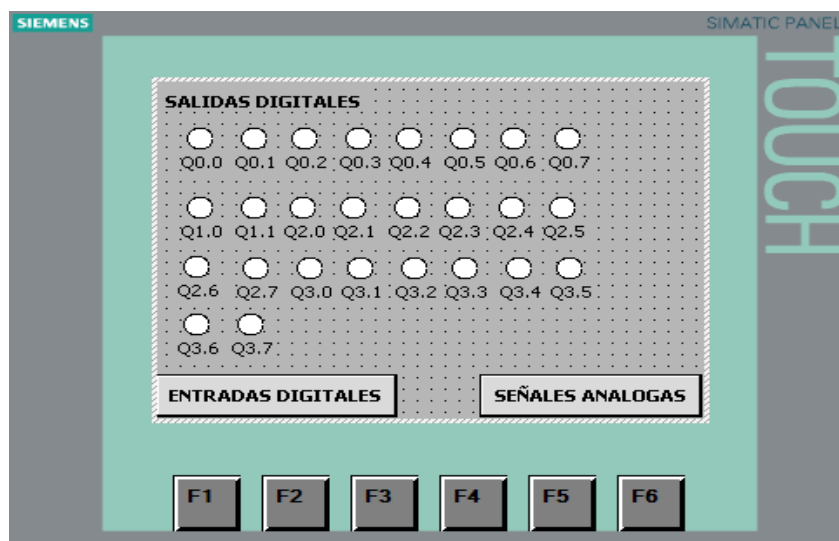 SIEMENS
SIMATIC PANEL
TOUCH
SALIDAS DIGITALES
Q0.0 Q0.1 Q0.2 Q0.3 Q0.4 Q0.5 Q0.6 Q0.7
Q1.0 Q1.1 Q2.0 Q2.1 Q2.2 Q2.3 Q2.4 Q2.5
Q2.6 Q2.7 Q3.0 Q3.1 Q3.2 Q3.3 Q3.4 Q3.5
Q3.6 Q3.7
ENTRADAS DIGITALES SEÑALES ANALOGAS
F1 F2 F3 F4 F5 F6